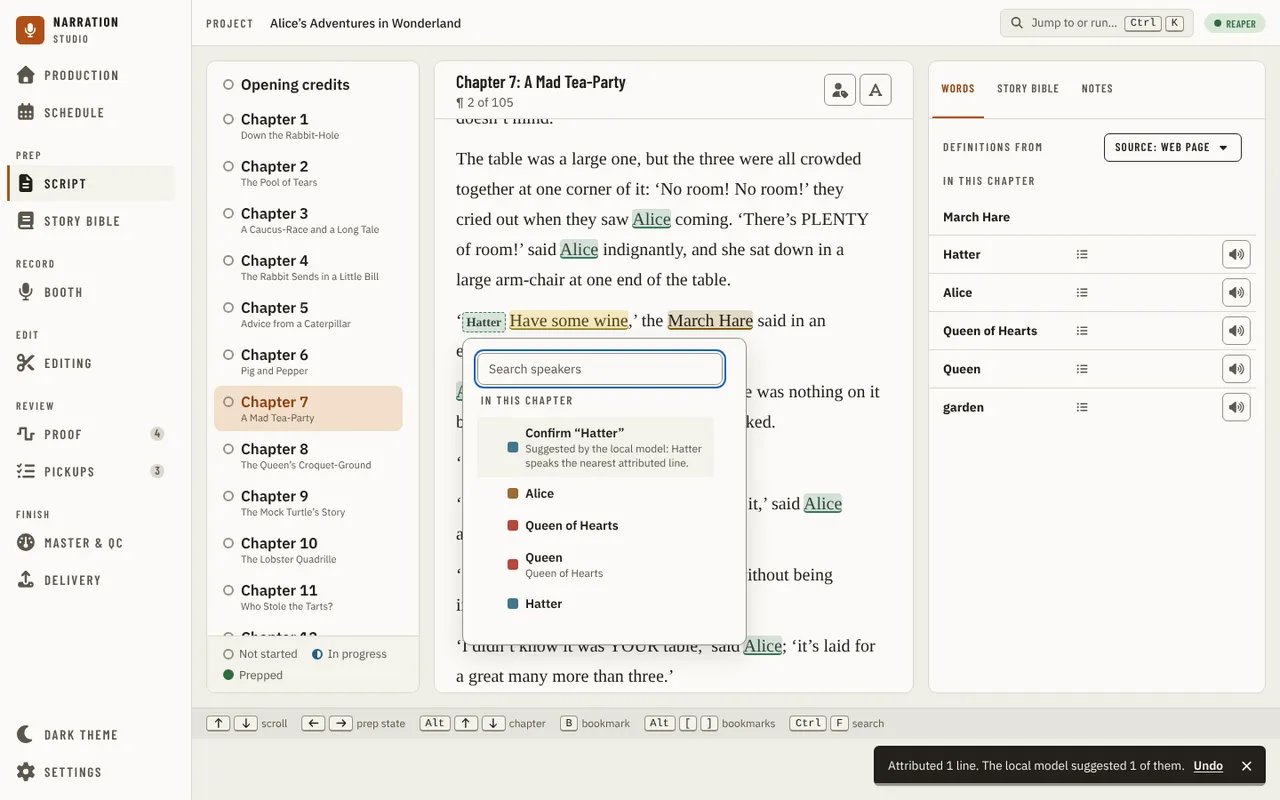 NARRATION
STUDIO
PRODUCTION
SCHEDULE
PREP
SCRIPT
STORY BIBLE
RECORD
BOOTH
EDIT
EDITING
REVIEW
PROOF 4
PICKUPS 3
FINISH
MASTER & QC
DELIVERY
DARK THEME
SETTINGS
PROJECT Alice’s Adventures in Wonderland
Jump to or run… Ctrl K
REAPER
Opening credits
Chapter 1
Down the Rabbit-Hole
Chapter 2
The Pool of Tears
Chapter 3
A Caucus-Race and a Long Tale
Chapter 4
The Rabbit Sends in a Little Bill
Chapter 5
Advice from a Caterpillar
Chapter 6
Pig and Pepper
Chapter 7
A Mad Tea-Party
Chapter 8
The Queen’s Croquet-Ground
Chapter 9
The Mock Turtle’s Story
Chapter 10
The Lobster Quadrille
Chapter 11
Who Stole the Tarts?
Chapter 12
Not started In progress
Prepped
Chapter 7: A Mad Tea-Party
¶ 2 of 105
doesn’t mind.
The table was a large one, but the three were all crowded
together at one corner of it: ‘No room! No room!’ they
cried out when they saw Alice coming. ‘There’s PLENTY
of room!’ said Alice indignantly, and she sat down in a
large arm-chair at one end of the table.
‘Hatter Have some wine,’ the March Hare said in an
Search speakers
IN THIS CHAPTER
Confirm “Hatter”
Suggested by the local model: Hatter
speaks the nearest attributed line.
Alice
Queen of Hearts
Queen
Queen of Hearts
Hatter
e was nothing on it
ked.
it,’ said Alice
ithout being
‘I didn’t know it was YOUR table,’ said Alice; ‘it’s laid for
a great many more than three.’
WORDS STORY BIBLE NOTES
DEFINITIONS FROM SOURCE: WEB PAGE
IN THIS CHAPTER
March Hare
Hatter
Alice
Queen of Hearts
Queen
garden
↑ ↓ scroll ← → prep state Alt ↑ ↓ chapter B bookmark Alt [ ] bookmarks Ctrl F search
Attributed 1 line. The local model suggested 1 of them. Undo